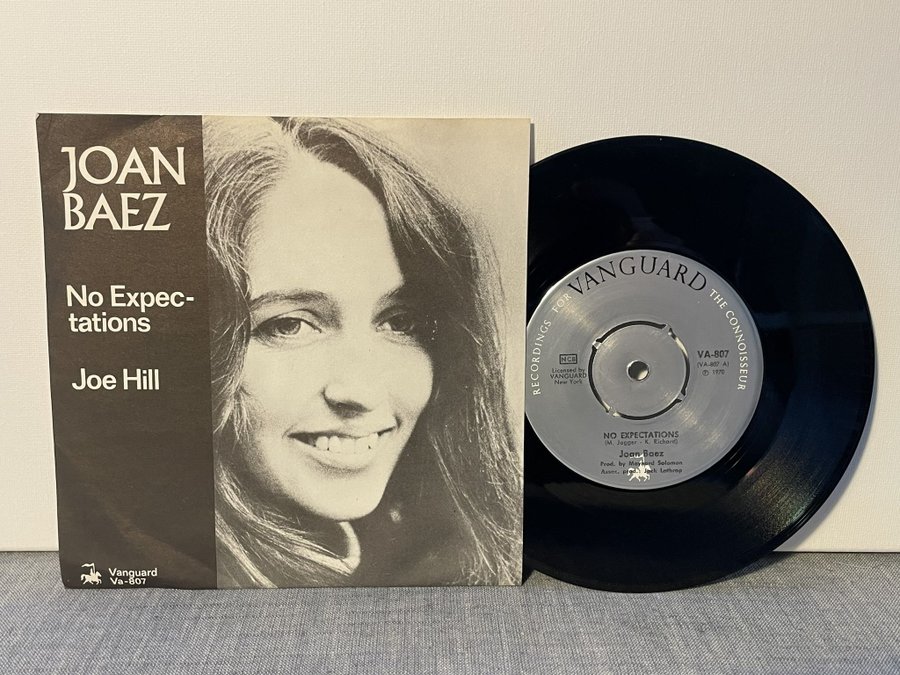 JOAN
BAEZ
No Expec-
tations
Joe Hill
Vanguard
Va-807
RECORDINGS FOR VANGUARD THE CONNOISSEUR
NCB
Licensed by
VANGUARD
New York
VA-807
(VA-807 A)
℗ 1970
NO EXPECTATIONS
(M. Jagger - K. Richard)
Joan Baez
Prod. by Maynard Solomon
Assoc. prod.: Jack Lothrop